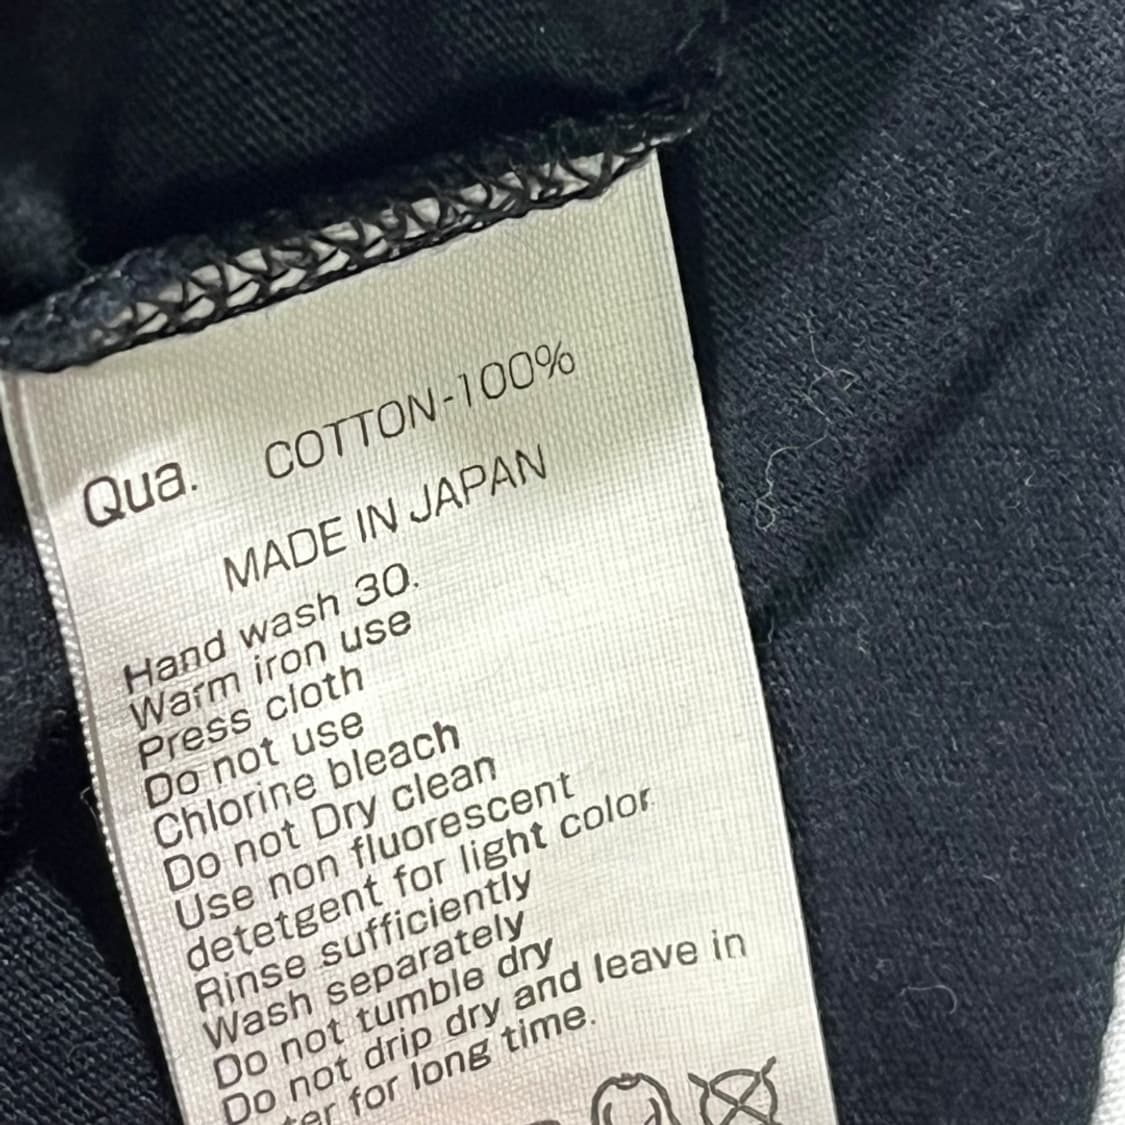 Qua. COTTON-100%
MADE IN JAPAN
Hand wash 30.
Warm iron use
Press cloth
Do not use
Chlorine bleach
Do not Dry clean
Use non fluorescent
detetgent for light color
Rinse sufficiently
Wash separately
Do not tumble dry
Do not drip dry and leave in
for long time.